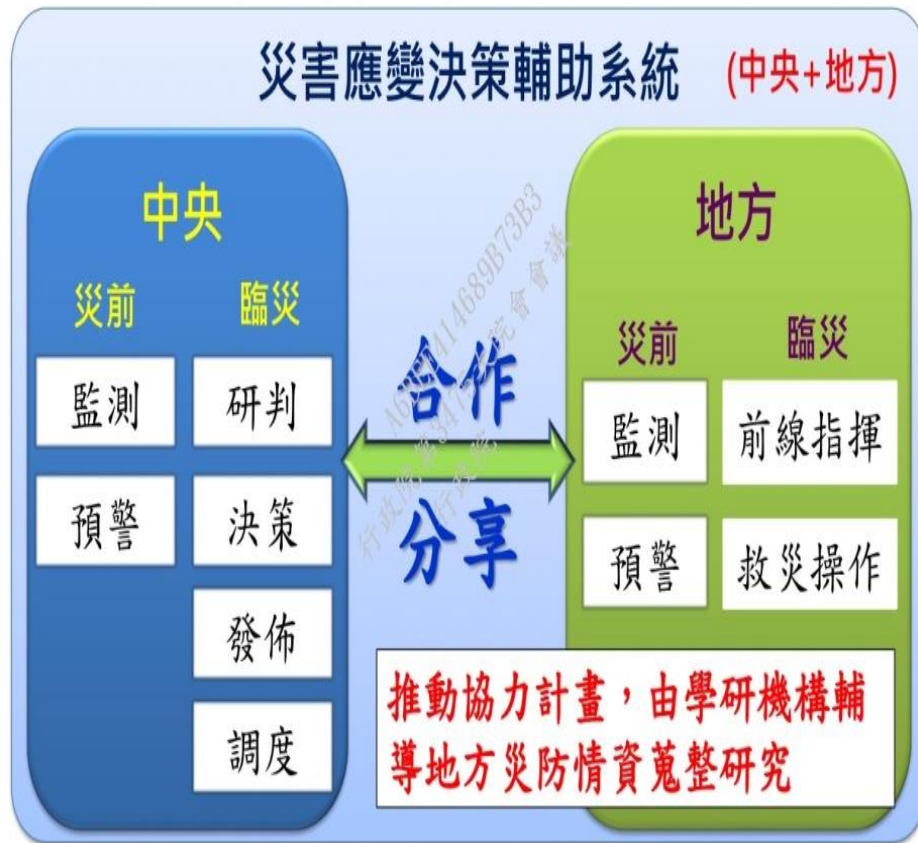 災害應變決策輔助系統 (中央+地方)
中央
災前 臨災
監測 研判
預警 決策
發佈
調度
合作
分享
地方
災前 臨災
監測 前線指揮
預警 救災操作
推動協力計畫，由學研機構輔
導地方災防情資蒐整研究
行政院